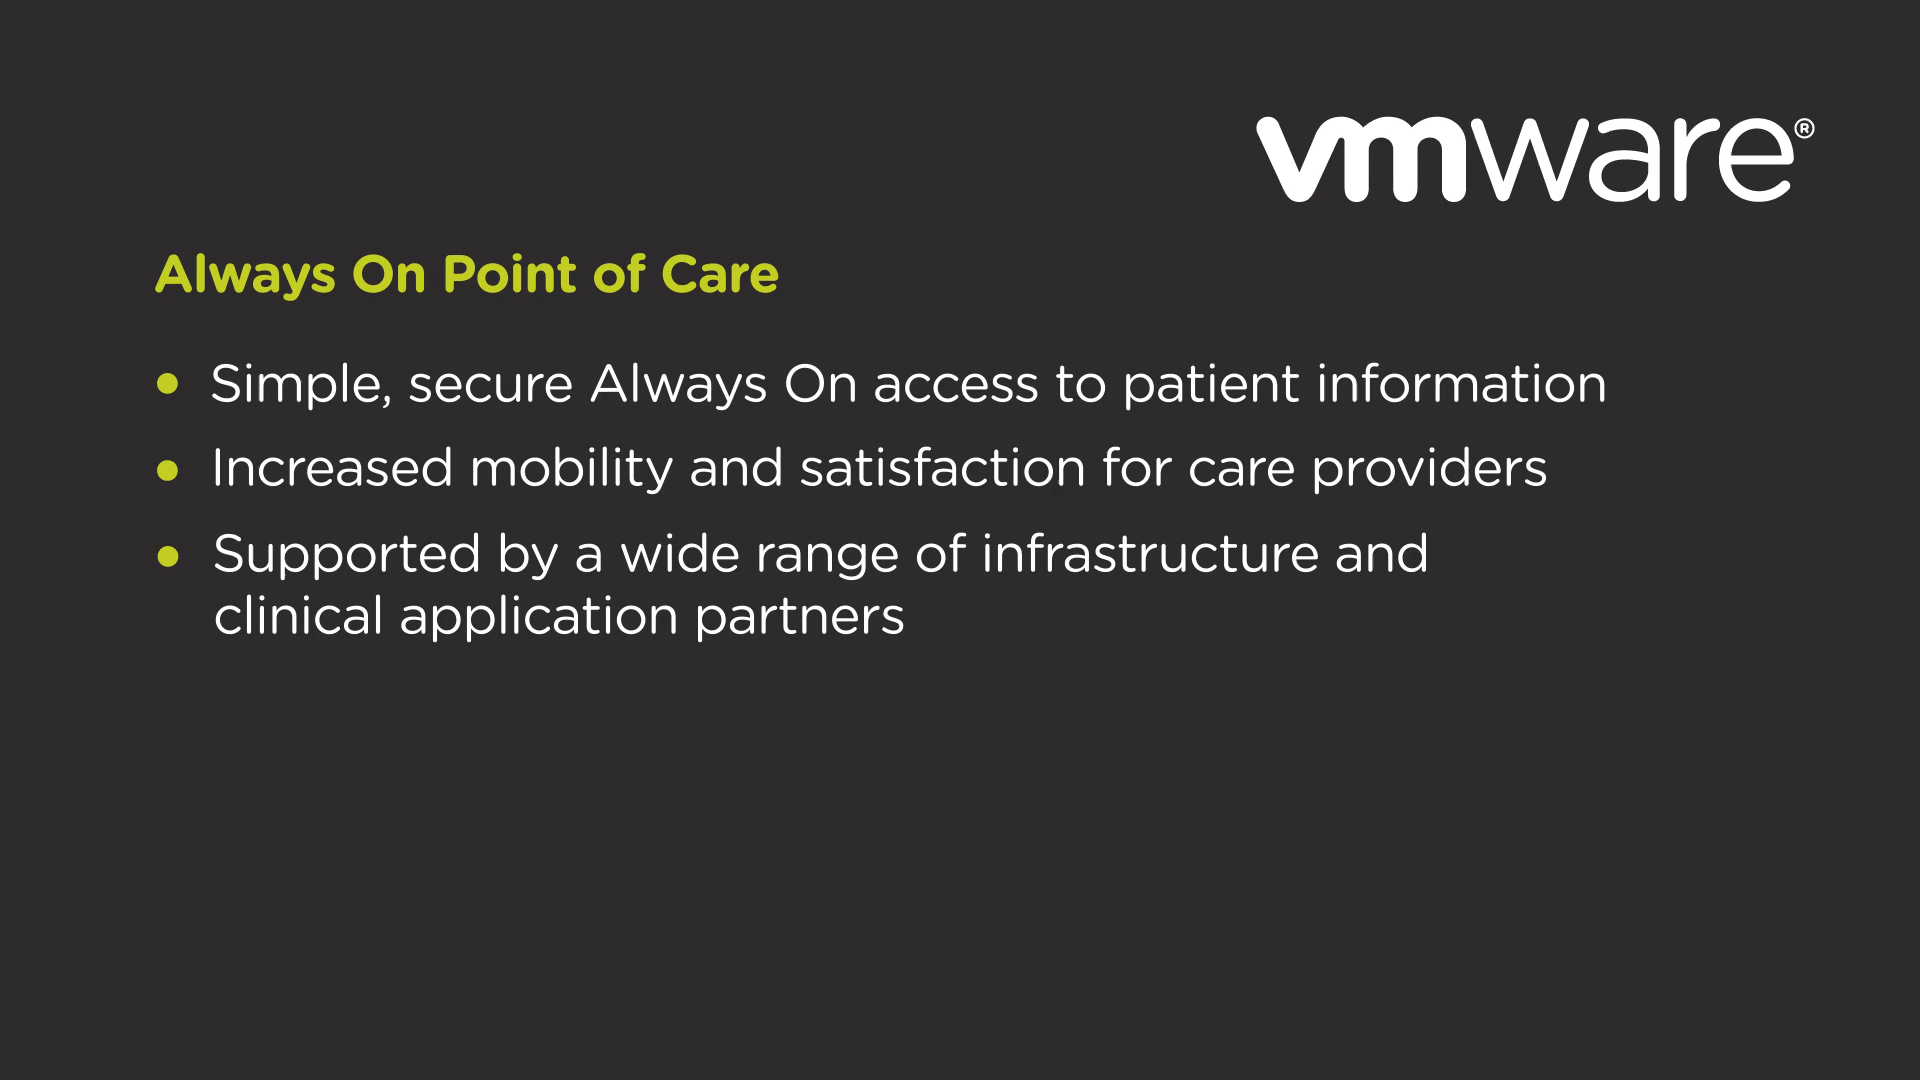 vmware®
Always On Point of Care
• Simple, secure Always On access to patient information
• Increased mobility and satisfaction for care providers
• Supported by a wide range of infrastructure and
clinical application partners